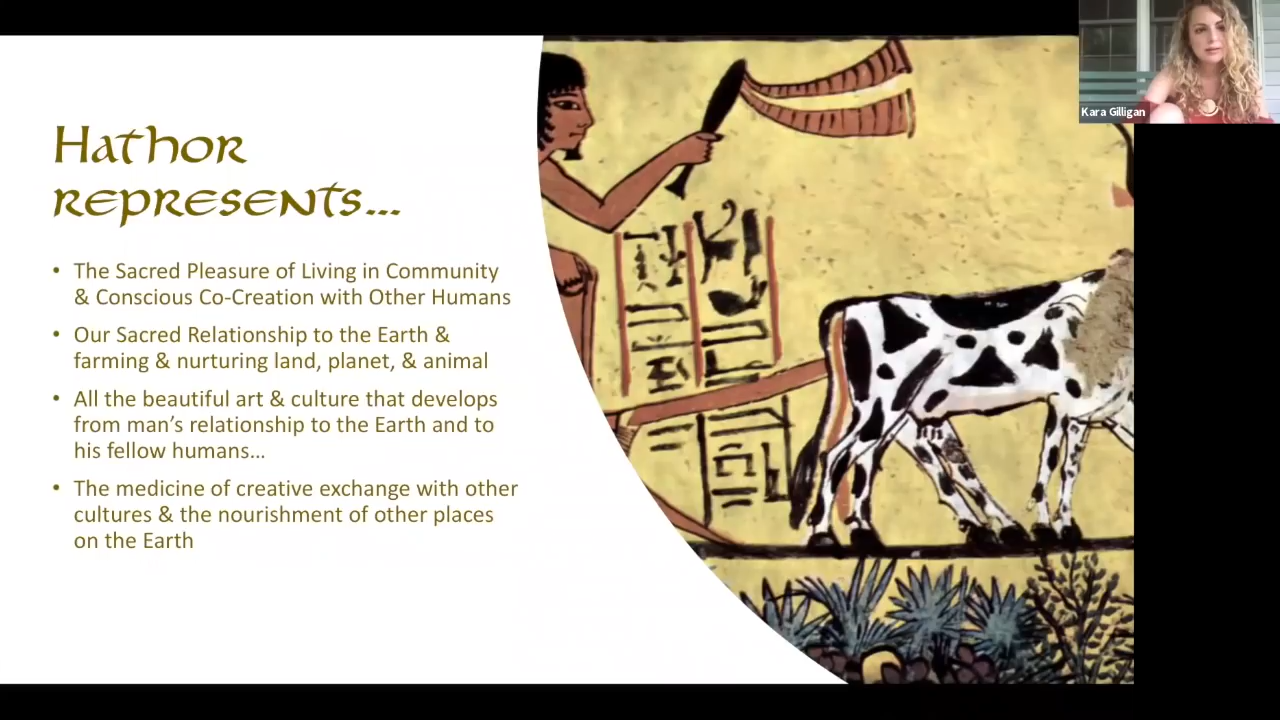 Hathor
represents...
• The Sacred Pleasure of Living in Community
& Conscious Co-Creation with Other Humans
• Our Sacred Relationship to the Earth &
farming & nurturing land, planet, & animal
• All the beautiful art & culture that develops
from man’s relationship to the Earth and to
his fellow humans…
• The medicine of creative exchange with other
cultures & the nourishment of other places
on the Earth
Kara Gilligan